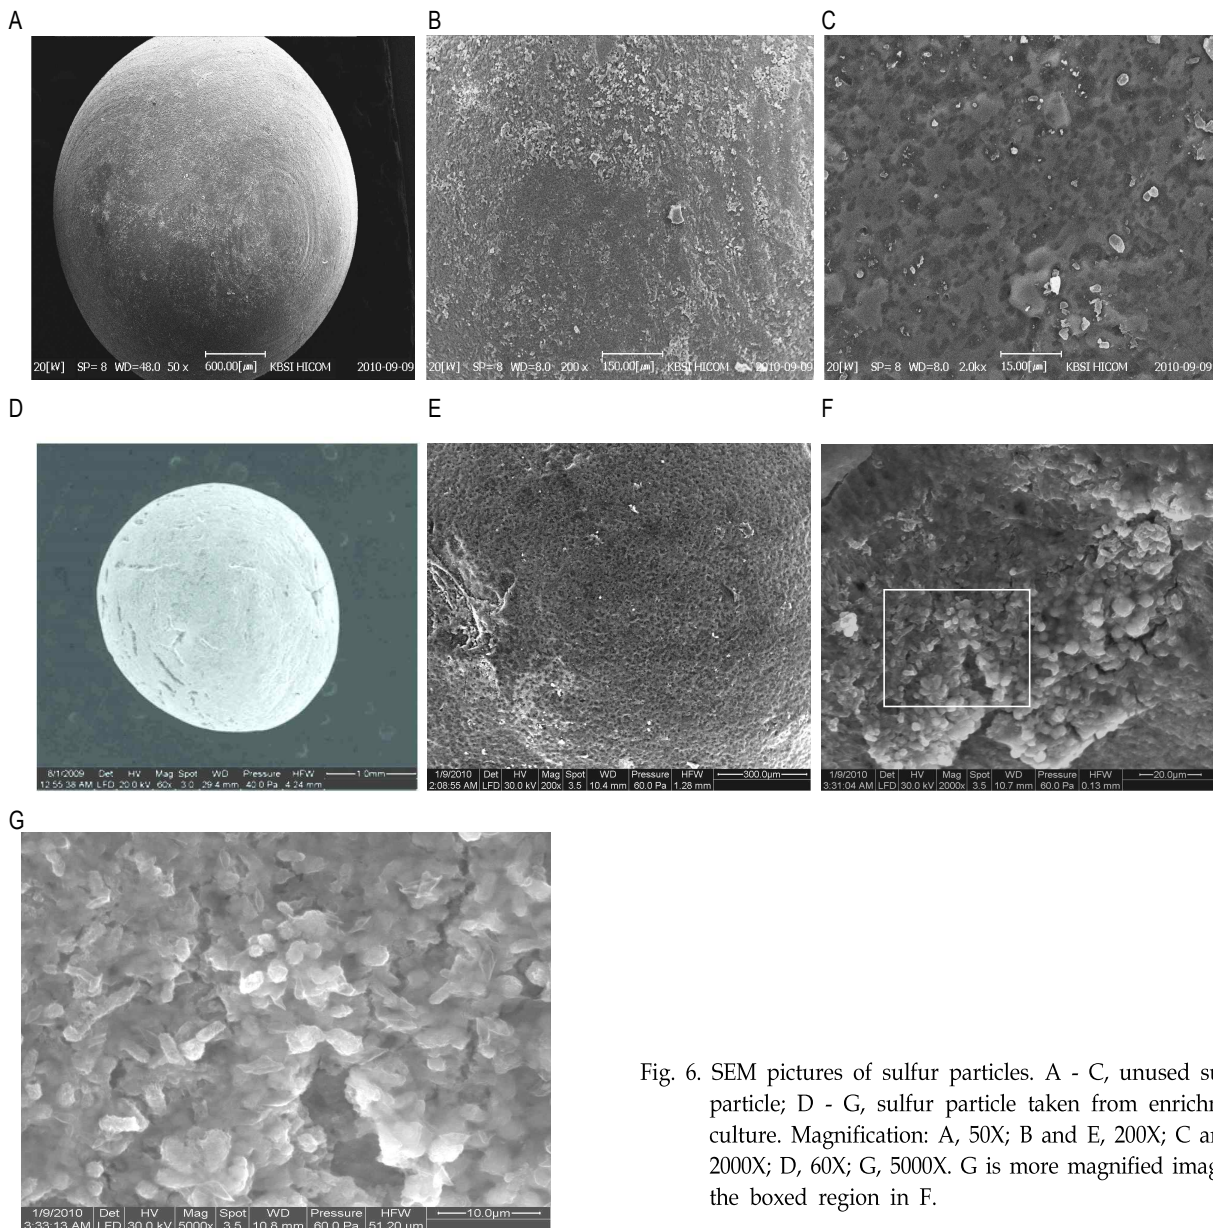 A
B
C
20[kV] SP= 8 WD=48.0 50 x 600.00[㎛] KBSI HICOM 2010-09-09
20[kV] SP= 8 WD=8.0 200 x 150.00[㎛] KBSI HICOM 2010-09-09
20[kV] SP= 8 WD=8.0 2.0kx 15.00[㎛] KBSI HICOM 2010-09-09
D
E
F
8/1/2009 Det HV Mag Spot WD Pressure HFW 1.0mm
12:55:38 AM LFD 20.0 kV 60x 3.0 29.4 mm 40.0 Pa 4.24 mm
1/9/2010 Det HV Mag Spot WD Pressure HFW 300.0µm
2:08:55 AM LFD 30.0 kV 200x 3.5 10.4 mm 60.0 Pa 1.28 mm
1/9/2010 Det HV Mag Spot WD Pressure HFW 20.0µm
3:31:04 AM LFD 30.0 kV 2000x 3.5 10.7 mm 60.0 Pa 0.13 mm
G
1/9/2010 Det HV Mag Spot WD Pressure HFW 10.0µm
3:33:13 AM LFD 30.0 kV 5000x 3.5 10.8 mm 60.0 Pa 51.20 µm
Fig. 6. SEM pictures of sulfur particles. A - C, unused su
particle; D - G, sulfur particle taken from enrichm
culture. Magnification: A, 50X; B and E, 200X; C an
2000X; D, 60X; G, 5000X. G is more magnified imag
the boxed region in F.